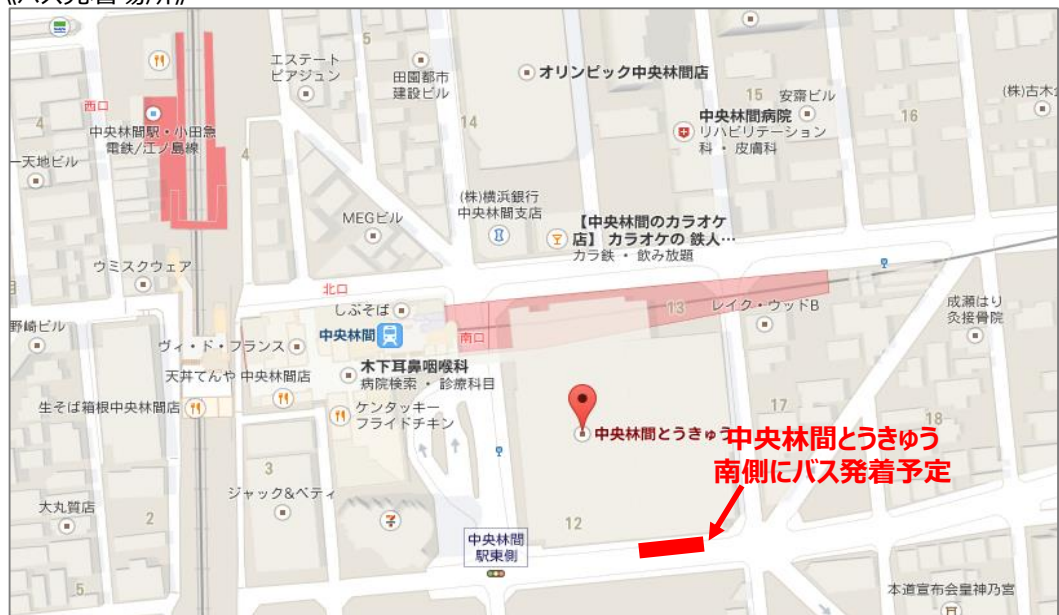 《バス発着場所》
エステート
ピアジュン
5
田園都市
建設ビル
オリンピック中央林間店
15
安齋ビル
中央林間病院
リハビリテーション
科・皮膚科
16
(株)古木
西口
4
中央林間駅・小田急
電鉄/江ノ島線
一天地ビル
4
14
(株)横浜銀行
中央林間支店
MEGビル
【中央林間のカラオケ
店】 カラオケの 鉄人…
カラ鉄・飲み放題
ウミスクウェア
北口
しぶそば
中央林間
南口
13
レイク・ウッドB
成瀬はり
灸接骨院
野崎ビル
ヴィ・ド・フランス
木下耳鼻咽喉科
病院検索・診療科目
天丼てんや 中央林間店
生そば箱根中央林間店
ケンタッキー
フライドチキン
中央林間とうきゅう
17
18
中央林間とうきゅう
南側にバス発着予定
3
ジャック&ベティ
大丸質店
2
12
中央林間
駅東側
5
本道宣布会皇神乃宮